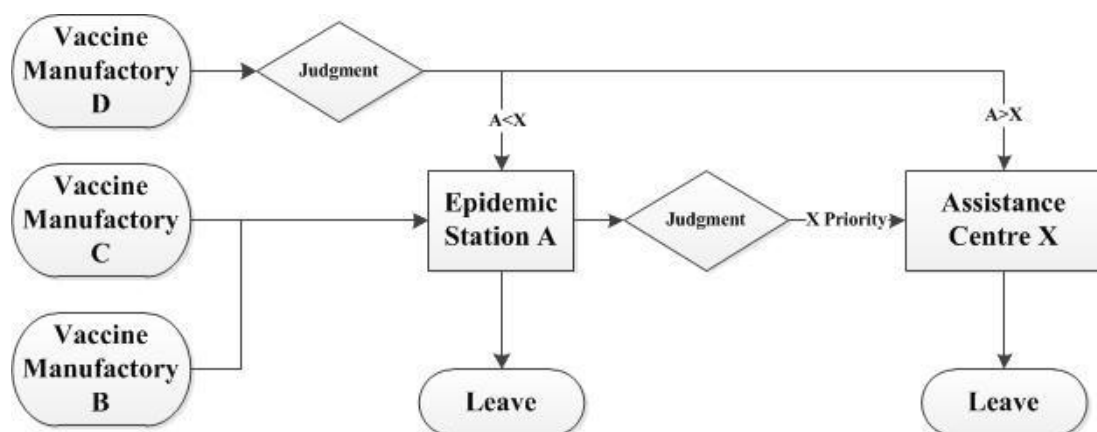 Vaccine
Manufactory
D
Judgment
A<X
A>X
Vaccine
Manufactory
C
Epidemic
Station A
Judgment
X Priority
Assistance
Centre X
Vaccine
Manufactory
B
Leave
Leave